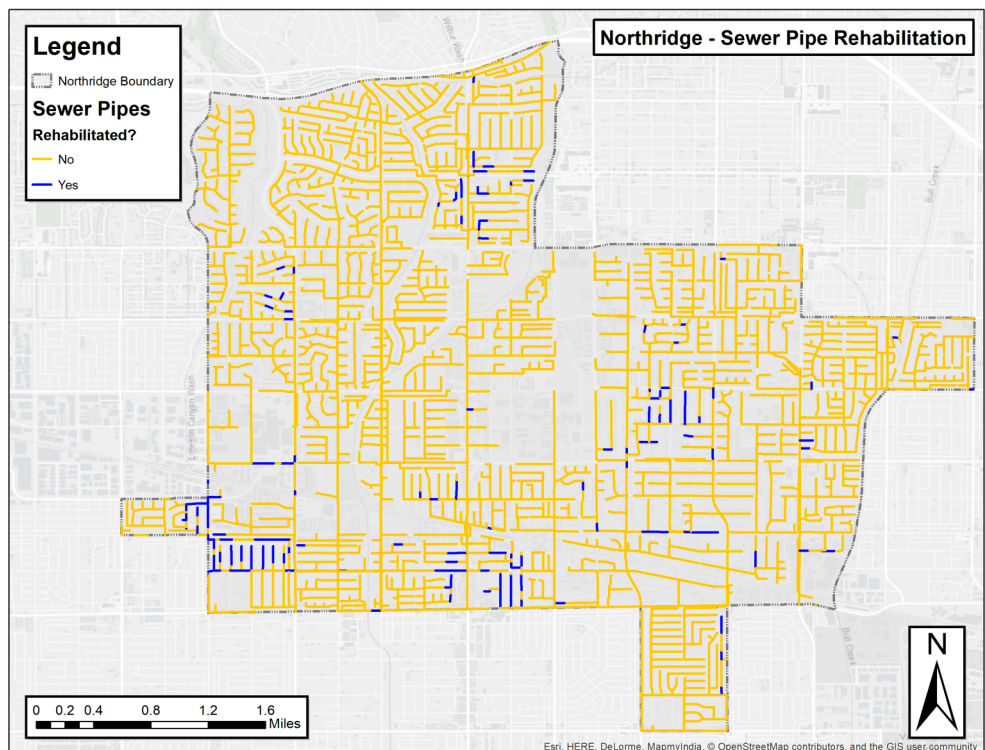 Northridge - Sewer Pipe Rehabilitation
Legend
Northridge Boundary
Sewer Pipes
Rehabilitated?
No
Yes
Wilbur Wash
Bull Creek
Limekiln Canyon Wash
Bull Creek
N
0 0.2 0.4 0.8 1.2 1.6
Miles
Esri, HERE, DeLorme, MapmyIndia, © OpenStreetMap contributors, and the GIS user community